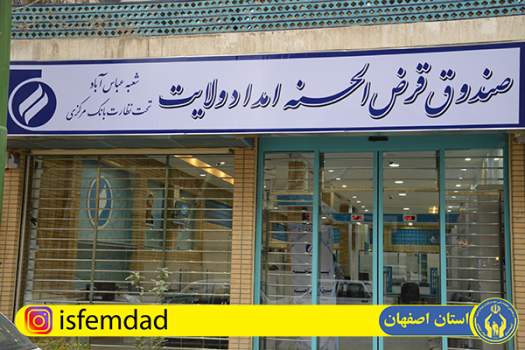 صندوق قرض الحسنه امداد ولایت
شعبه عباس آباد
تحت نظارت بانک مرکزی
isfemdad
استان اصفهان